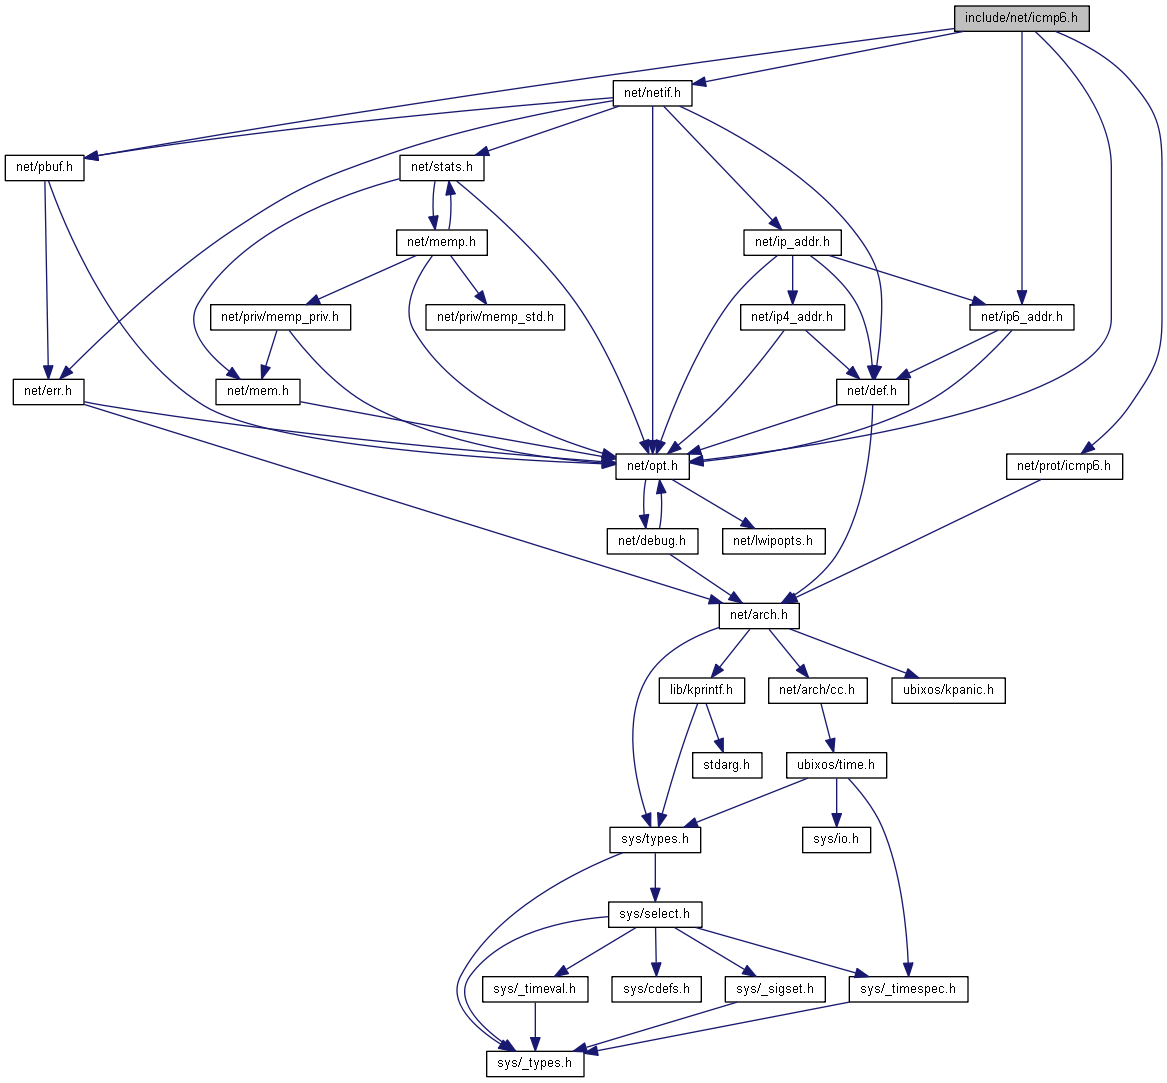 include/net/icmp6.h
net/netif.h
net/pbuf.h
net/stats.h
net/memp.h
net/ip_addr.h
net/priv/memp_priv.h
net/priv/memp_std.h
net/ip4_addr.h
net/ip6_addr.h
net/err.h
net/mem.h
net/def.h
net/opt.h
net/prot/icmp6.h
net/debug.h
net/lwipopts.h
net/arch.h
lib/kprintf.h
net/arch/cc.h
ubixos/kpanic.h
stdarg.h
ubixos/time.h
sys/types.h
sys/io.h
sys/select.h
sys/_timeval.h
sys/cdefs.h
sys/_sigset.h
sys/_timespec.h
sys/_types.h